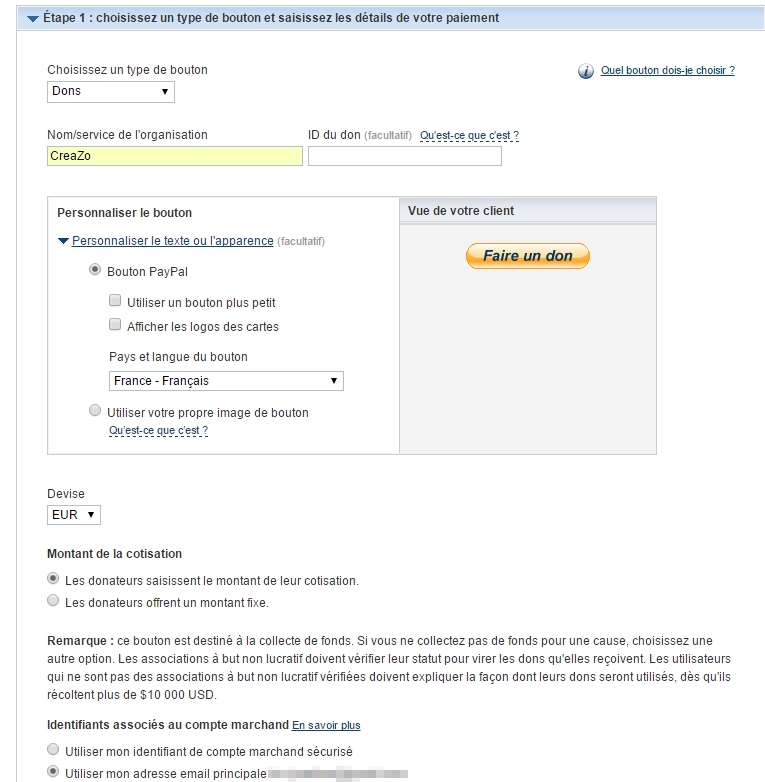 Étape 1 : choisissez un type de bouton et saisissez les détails de votre paiement
Choisissez un type de bouton
Quel bouton dois-je choisir ?
Dons
Nom/service de l'organisation
ID du don (facultatif) Qu'est-ce que c'est ?
CreaZo
Personnaliser le bouton
Vue de votre client
Personnaliser le texte ou l'apparence (facultatif)
Faire un don
Bouton PayPal
Utiliser un bouton plus petit
Afficher les logos des cartes
Pays et langue du bouton
France - Français
Utiliser votre propre image de bouton
Qu'est-ce que c'est ?
Devise
EUR
Montant de la cotisation
Les donateurs saisissent le montant de leur cotisation.
Les donateurs offrent un montant fixe.
Remarque : ce bouton est destiné à la collecte de fonds. Si vous ne collectez pas de fonds pour une cause, choisissez une
autre option. Les associations à but non lucratif doivent vérifier leur statut pour virer les dons qu'elles reçoivent. Les utilisateurs
qui ne sont pas des associations à but non lucratif vérifiées doivent expliquer la façon dont leurs dons seront utilisés, dès qu'ils
récoltent plus de $10 000 USD.
Identifiants associés au compte marchand En savoir plus
Utiliser mon identifiant de compte marchand sécurisé
Utiliser mon adresse email principale